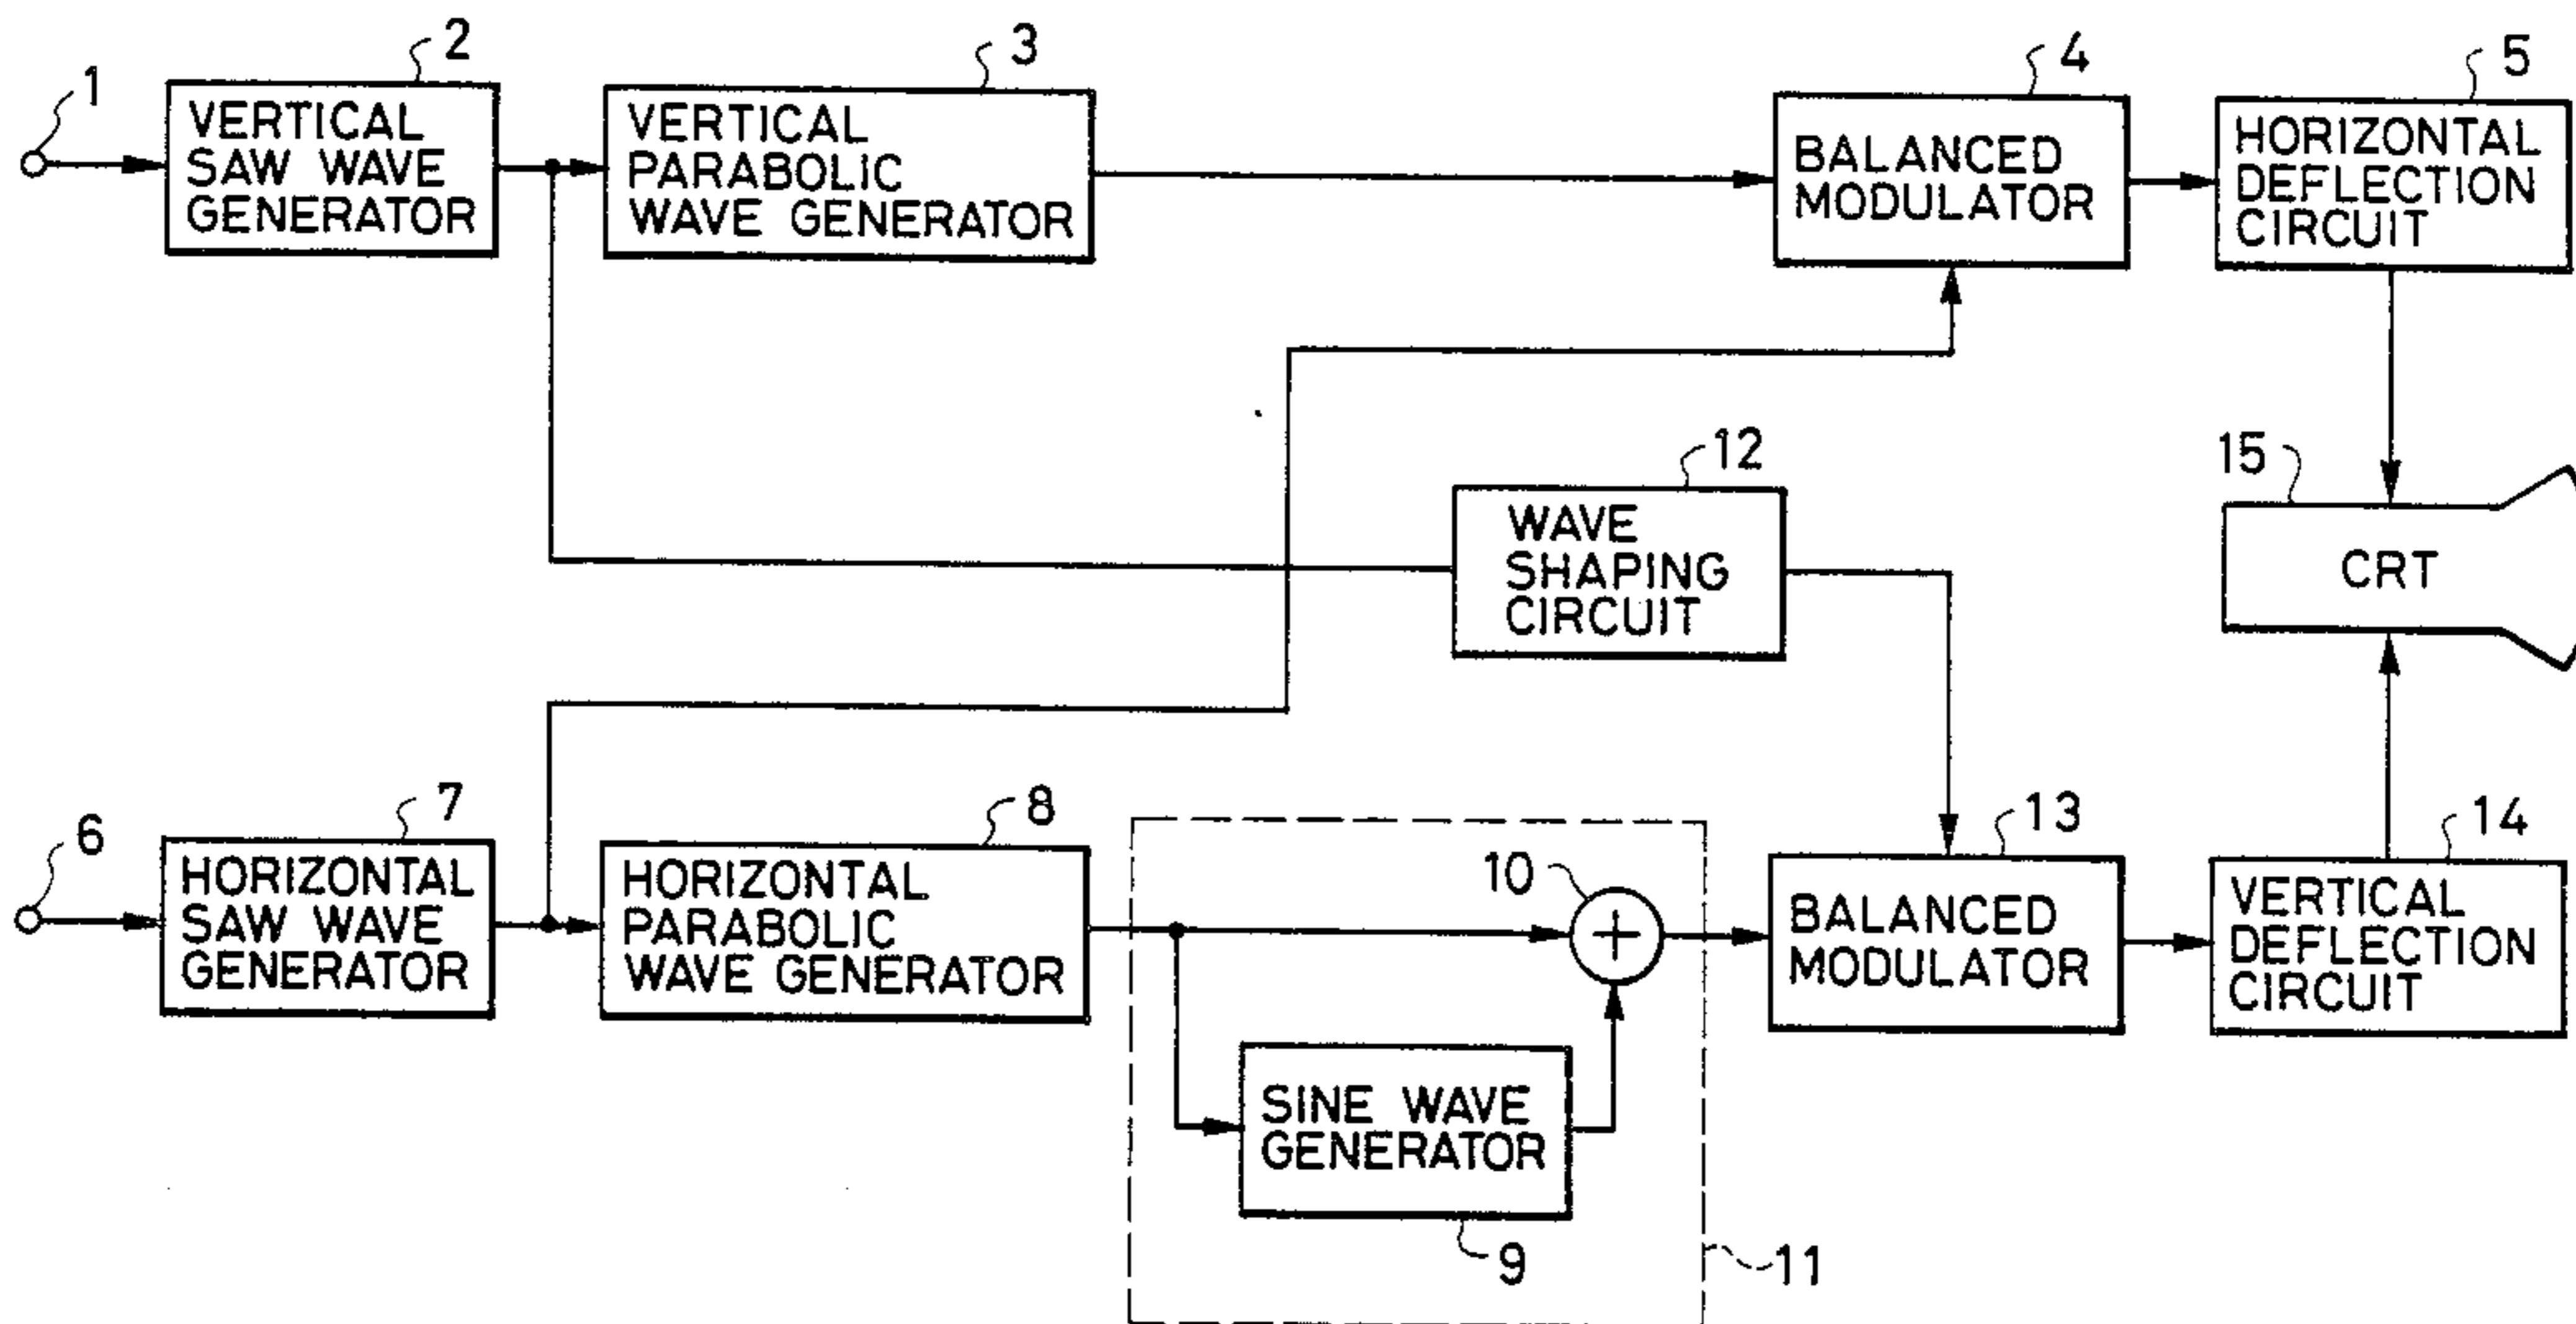 1
2
VERTICAL
SAW WAVE
GENERATOR
3
VERTICAL
PARABOLIC
WAVE GENERATOR
4
BALANCED
MODULATOR
5
HORIZONTAL
DEFLECTION
CIRCUIT
12
WAVE
SHAPING
CIRCUIT
15
CRT
6
7
HORIZONTAL
SAW WAVE
GENERATOR
8
HORIZONTAL
PARABOLIC
WAVE GENERATOR
10
+
13
BALANCED
MODULATOR
14
VERTICAL
DEFLECTION
CIRCUIT
SINE WAVE
GENERATOR
9
11